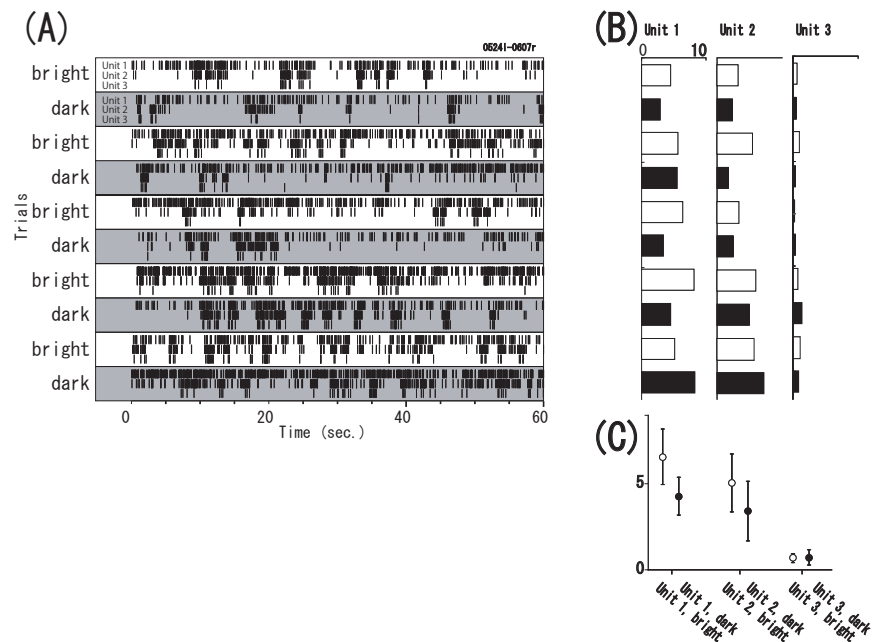 (A)
05241-0607r
bright
Unit 1
Unit 2
Unit 3
dark
Unit 1
Unit 2
Unit 3
bright
dark
bright
dark
bright
dark
bright
dark
Trials
0 20 40 60
Time (sec.)
(B)
Unit 1 Unit 2 Unit 3
0 10
(C)
5
0
Unit 1, bright
Unit 1, dark
Unit 2, bright
Unit 2, dark
Unit 3, bright
Unit 3, dark